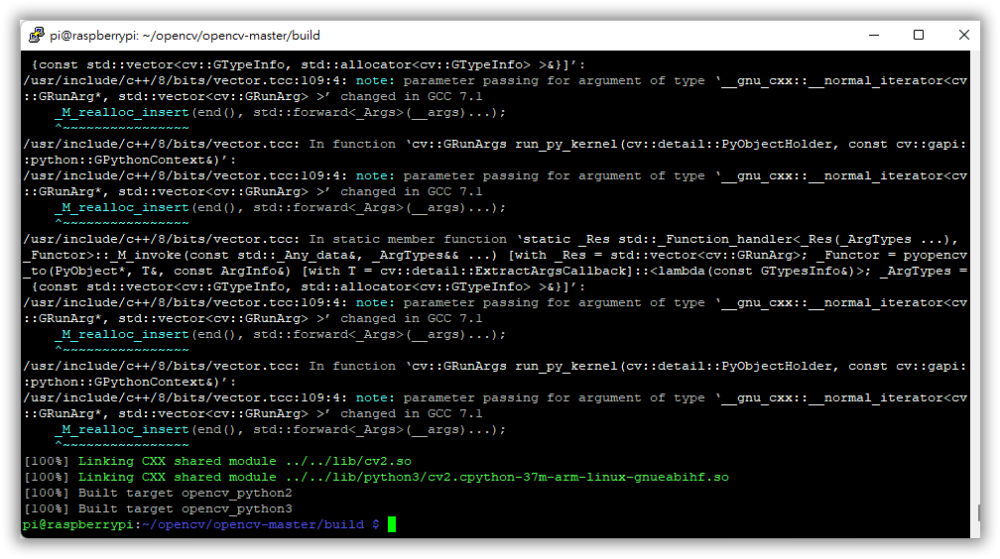 pi@raspberrypi: ~/opencv/opencv-master/build
 {const std::vector<cv::GTypeInfo, std::allocator<cv::GTypeInfo> >&}]’:
/usr/include/c++/8/bits/vector.tcc:109:4: note: parameter passing for argument of type ‘__gnu_cxx::__normal_iterator<cv
::GRunArg*, std::vector<cv::GRunArg> >’ changed in GCC 7.1
    _M_realloc_insert(end(), std::forward<_Args>(__args)...);
    ^~~~~~~~~~~~~~~~~
/usr/include/c++/8/bits/vector.tcc: In function ‘cv::GRunArgs run_py_kernel(cv::detail::PyObjectHolder, const cv::gapi:
:python::GPythonContext&)’:
/usr/include/c++/8/bits/vector.tcc:109:4: note: parameter passing for argument of type ‘__gnu_cxx::__normal_iterator<cv
::GRunArg*, std::vector<cv::GRunArg> >’ changed in GCC 7.1
    _M_realloc_insert(end(), std::forward<_Args>(__args)...);
    ^~~~~~~~~~~~~~~~~
/usr/include/c++/8/bits/vector.tcc: In static member function ‘static _Res std::_Function_handler<_Res(_ArgTypes ...),
_Functor>::_M_invoke(const std::_Any_data&, _ArgTypes&& ...) [with _Res = std::vector<cv::GRunArg>; _Functor = pyopencv
_to(PyObject*, T&, const ArgInfo&) [with T = cv::detail::ExtractArgsCallback]::<lambda(const GTypesInfo&)>; _ArgTypes =
 {const std::vector<cv::GTypeInfo, std::allocator<cv::GTypeInfo> >&}]’:
/usr/include/c++/8/bits/vector.tcc:109:4: note: parameter passing for argument of type ‘__gnu_cxx::__normal_iterator<cv
::GRunArg*, std::vector<cv::GRunArg> >’ changed in GCC 7.1
    _M_realloc_insert(end(), std::forward<_Args>(__args)...);
    ^~~~~~~~~~~~~~~~~
/usr/include/c++/8/bits/vector.tcc: In function ‘cv::GRunArgs run_py_kernel(cv::detail::PyObjectHolder, const cv::gapi:
:python::GPythonContext&)’:
/usr/include/c++/8/bits/vector.tcc:109:4: note: parameter passing for argument of type ‘__gnu_cxx::__normal_iterator<cv
::GRunArg*, std::vector<cv::GRunArg> >’ changed in GCC 7.1
    _M_realloc_insert(end(), std::forward<_Args>(__args)...);
    ^~~~~~~~~~~~~~~~~
[100%] Linking CXX shared module ../../lib/cv2.so
[100%] Linking CXX shared module ../../lib/python3/cv2.cpython-37m-arm-linux-gnueabihf.so
[100%] Built target opencv_python2
[100%] Built target opencv_python3
pi@raspberrypi:~/opencv/opencv-master/build $